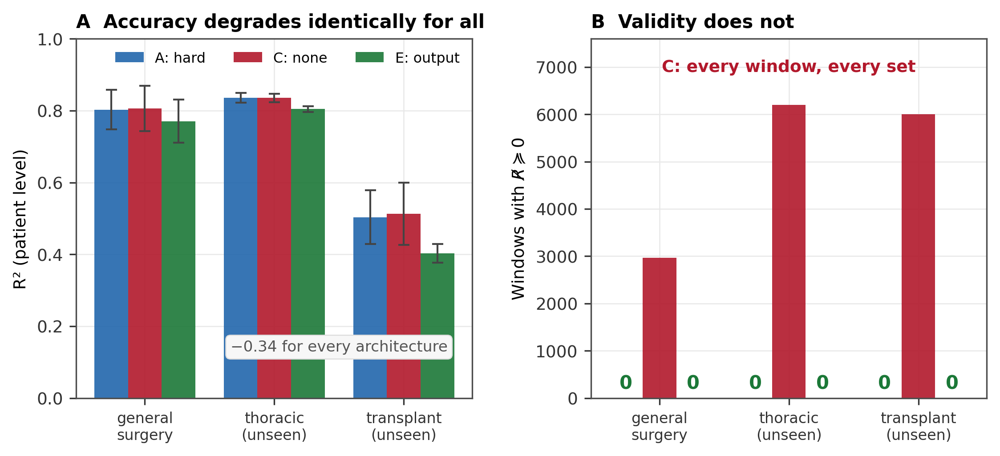 A  Accuracy degrades identically for all
1.0
0.8
0.6
0.4
0.2
0.0
R² (patient level)
A: hard
C: none
E: output
−0.34 for every architecture
general
surgery
thoracic
(unseen)
transplant
(unseen)
B  Validity does not
7000
6000
5000
4000
3000
2000
1000
0
Windows with R̸ ≽ 0
C: every window, every set
0
0
0
0
0
0
general
surgery
thoracic
(unseen)
transplant
(unseen)